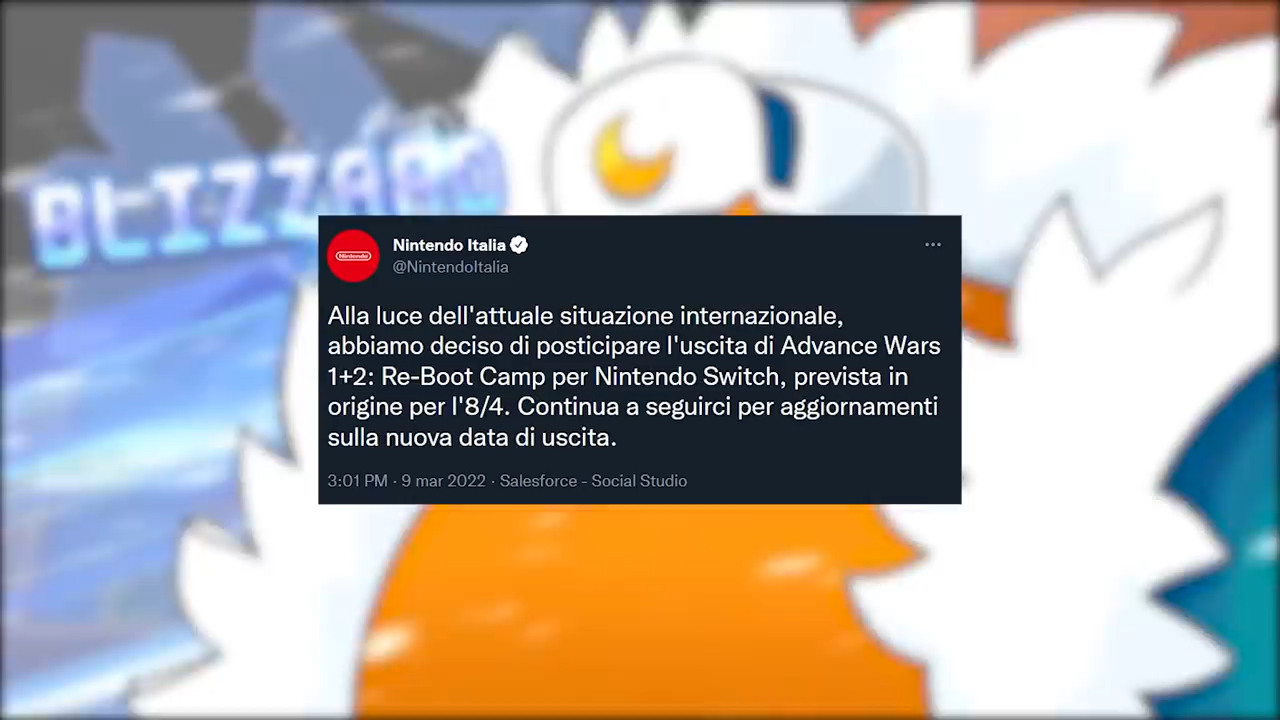 BLIZZARD
Nintendo Italia
Nintendo
@NintendoItalia
Alla luce dell'attuale situazione internazionale,
abbiamo deciso di posticipare l'uscita di Advance Wars
1+2: Re-Boot Camp per Nintendo Switch, prevista in
origine per l'8/4. Continua a seguirci per aggiornamenti
sulla nuova data di uscita.
3:01 PM · 9 mar 2022 · Salesforce - Social Studio